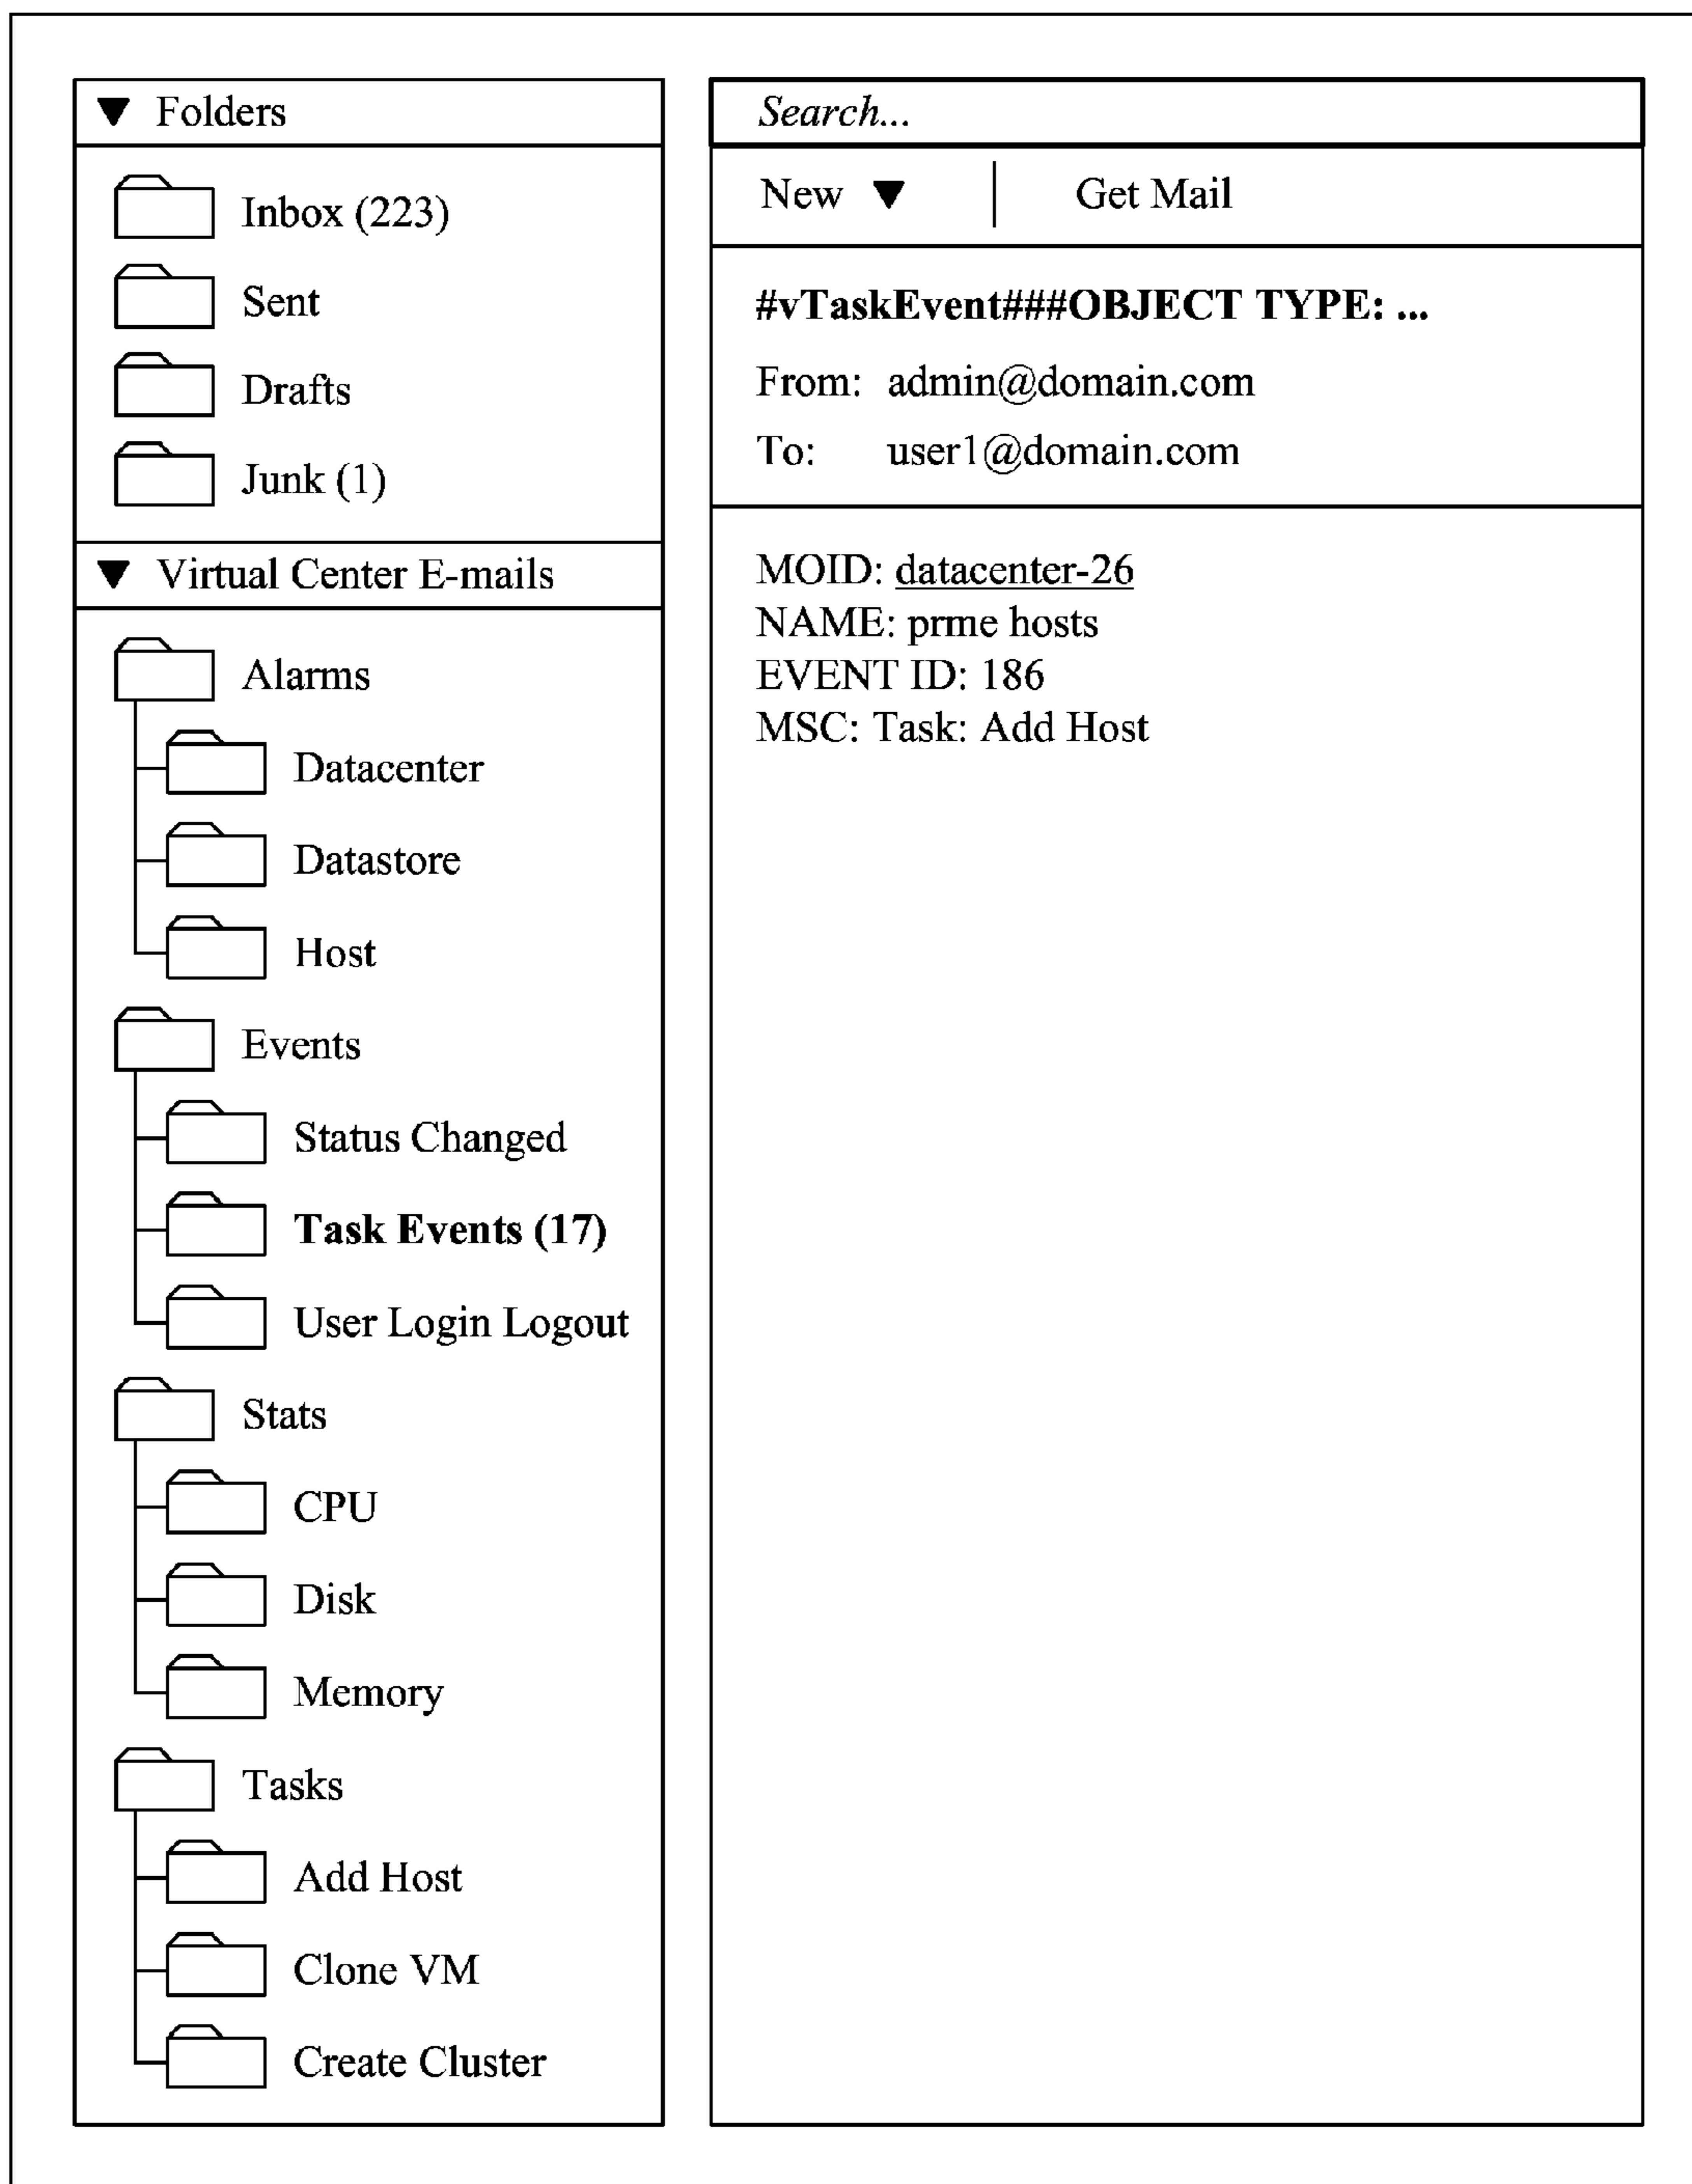 Folders
Inbox (223)
Sent
Drafts
Junk (1)
Virtual Center E-mails
Alarms
Datacenter
Datastore
Host
Events
Status Changed
Task Events (17)
User Login Logout
Stats
CPU
Disk
Memory
Tasks
Add Host
Clone VM
Create Cluster
Search...
New
Get Mail
#vTaskEvent###OBJECT TYPE: ...
From: admin@domain.com
To: user1@domain.com
MOID: datacenter-26
NAME: prme hosts
EVENT ID: 186
MSC: Task: Add Host